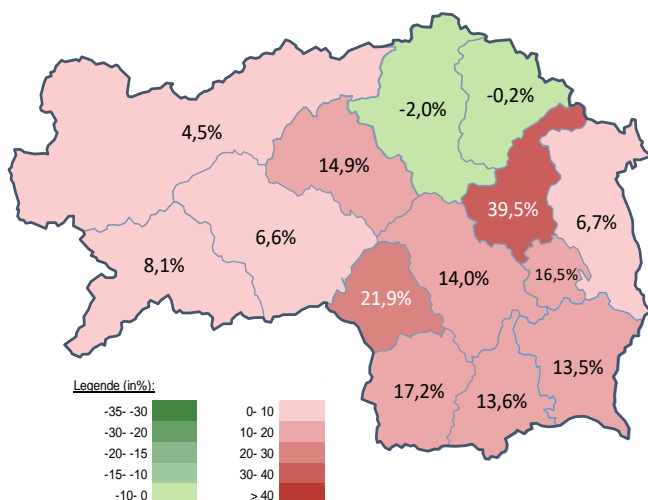 -2,0%
-0,2%
4,5%
14,9%
39,5%
6,7%
6,6%
8,1%
14,0%
16,5%
21,9%
13,5%
17,2%
13,6%
Legende (in%):
-35- -30 0- 10
-30- -20 10- 20
-20- -15 20- 30
-15- -10 30- 40
-10- 0 > 40